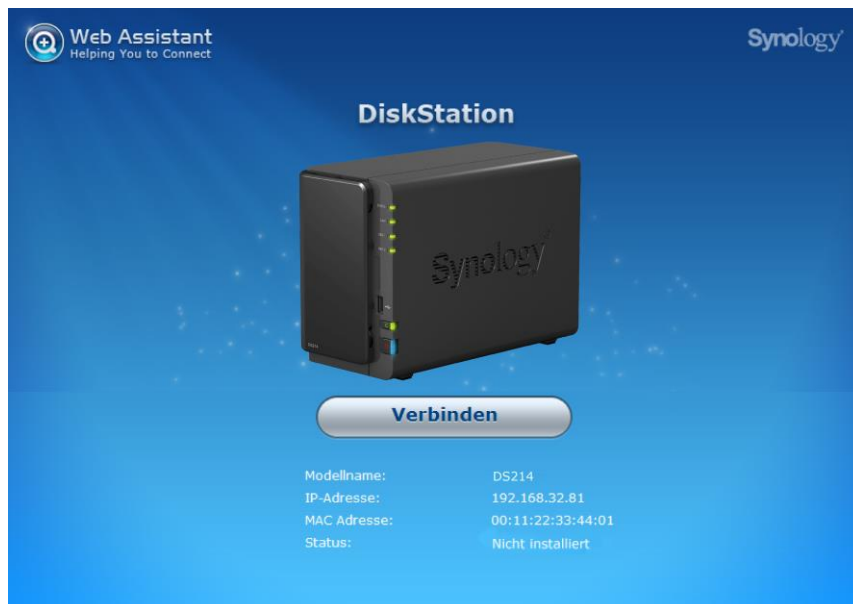 Web Assistant
Helping You to Connect
Synology
DiskStation
Synology
Verbinden
Modellname: DS214
IP-Adresse: 192.168.32.81
MAC Adresse: 00:11:22:33:44:01
Status: Nicht installiert